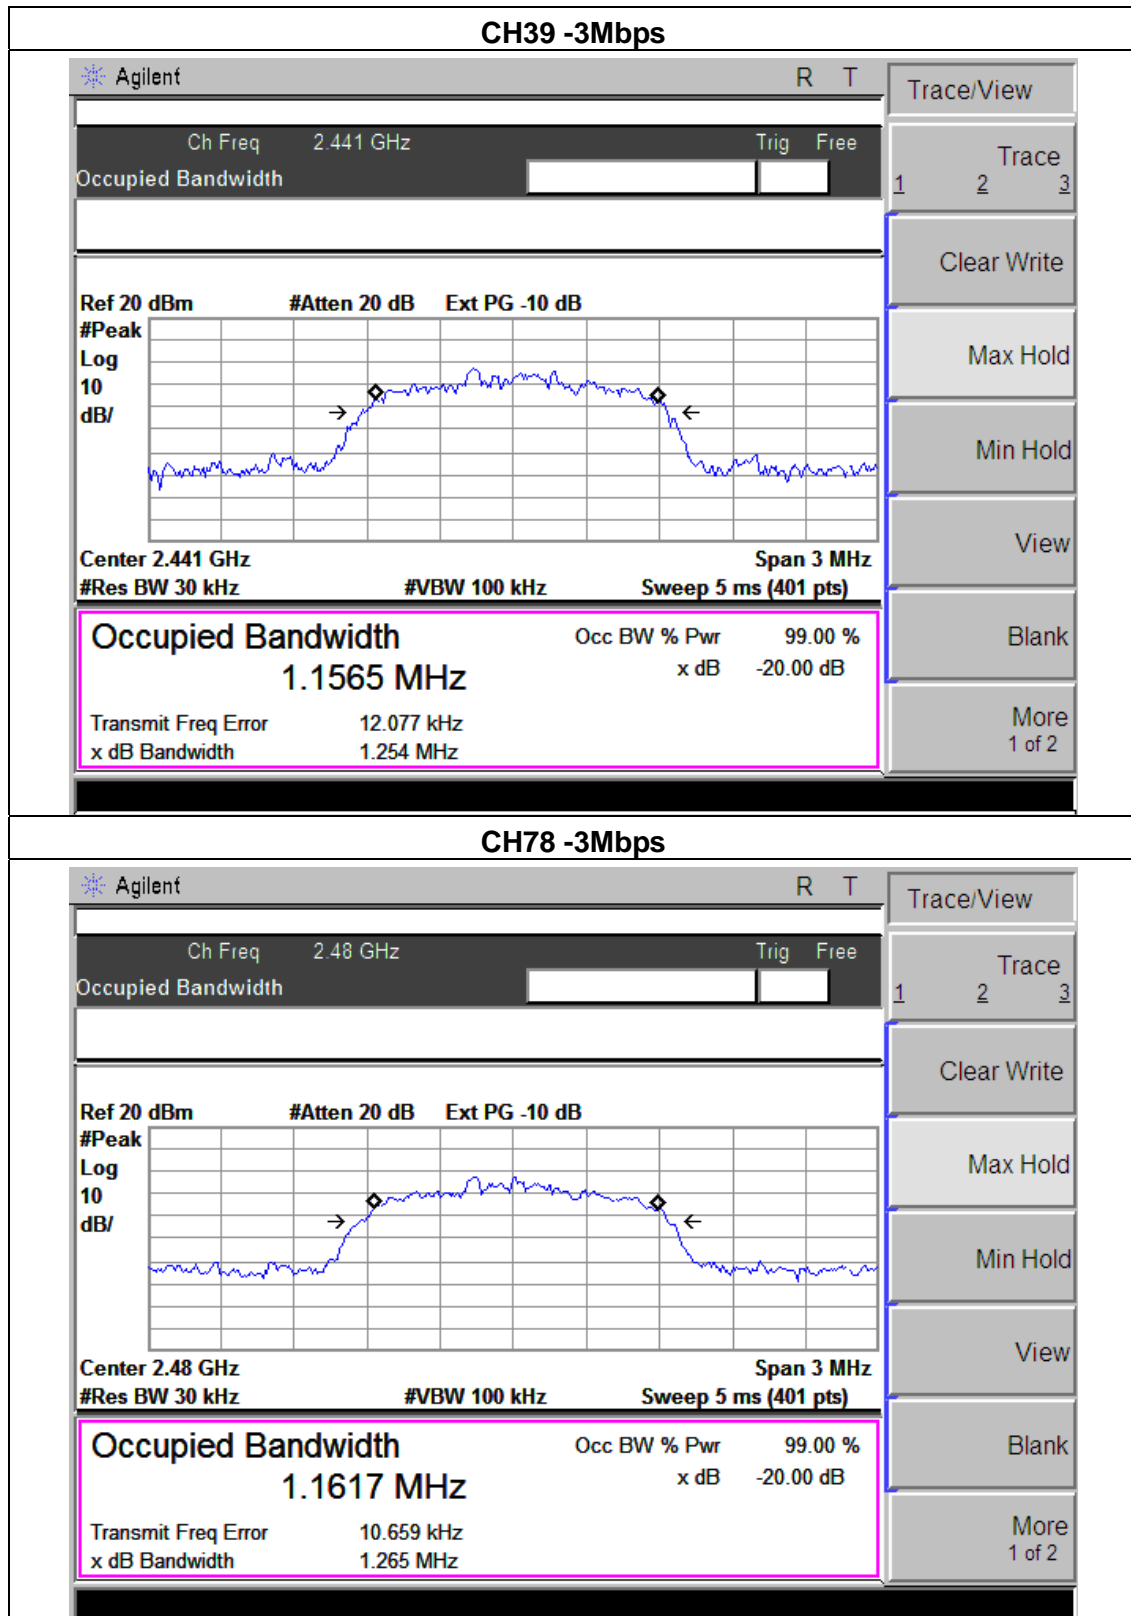 CH39 -3Mbps
Agilent R T
Trace/View
Ch Freq 2.441 GHz Trig Free
Occupied Bandwidth
Trace
1 2 3
Clear Write
Ref 20 dBm #Atten 20 dB Ext PG -10 dB
#Peak
Log
10
dB/
Max Hold
Min Hold
View
Center 2.441 GHz Span 3 MHz
#Res BW 30 kHz #VBW 100 kHz Sweep 5 ms (401 pts)
Occupied Bandwidth Occ BW % Pwr 99.00 %
1.1565 MHz x dB -20.00 dB
Blank
Transmit Freq Error 12.077 kHz
x dB Bandwidth 1.254 MHz
More
1 of 2
CH78 -3Mbps
Agilent R T
Trace/View
Ch Freq 2.48 GHz Trig Free
Occupied Bandwidth
Trace
1 2 3
Clear Write
Ref 20 dBm #Atten 20 dB Ext PG -10 dB
#Peak
Log
10
dB/
Max Hold
Min Hold
View
Center 2.48 GHz Span 3 MHz
#Res BW 30 kHz #VBW 100 kHz Sweep 5 ms (401 pts)
Occupied Bandwidth Occ BW % Pwr 99.00 %
1.1617 MHz x dB -20.00 dB
Blank
Transmit Freq Error 10.659 kHz
x dB Bandwidth 1.265 MHz
More
1 of 2